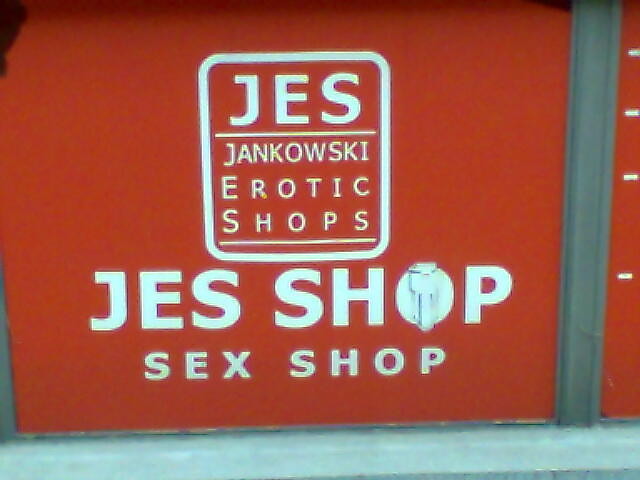 JES
JANKOWSKI
EROTIC
SHOPS
JES SHOP
SEX SHOP